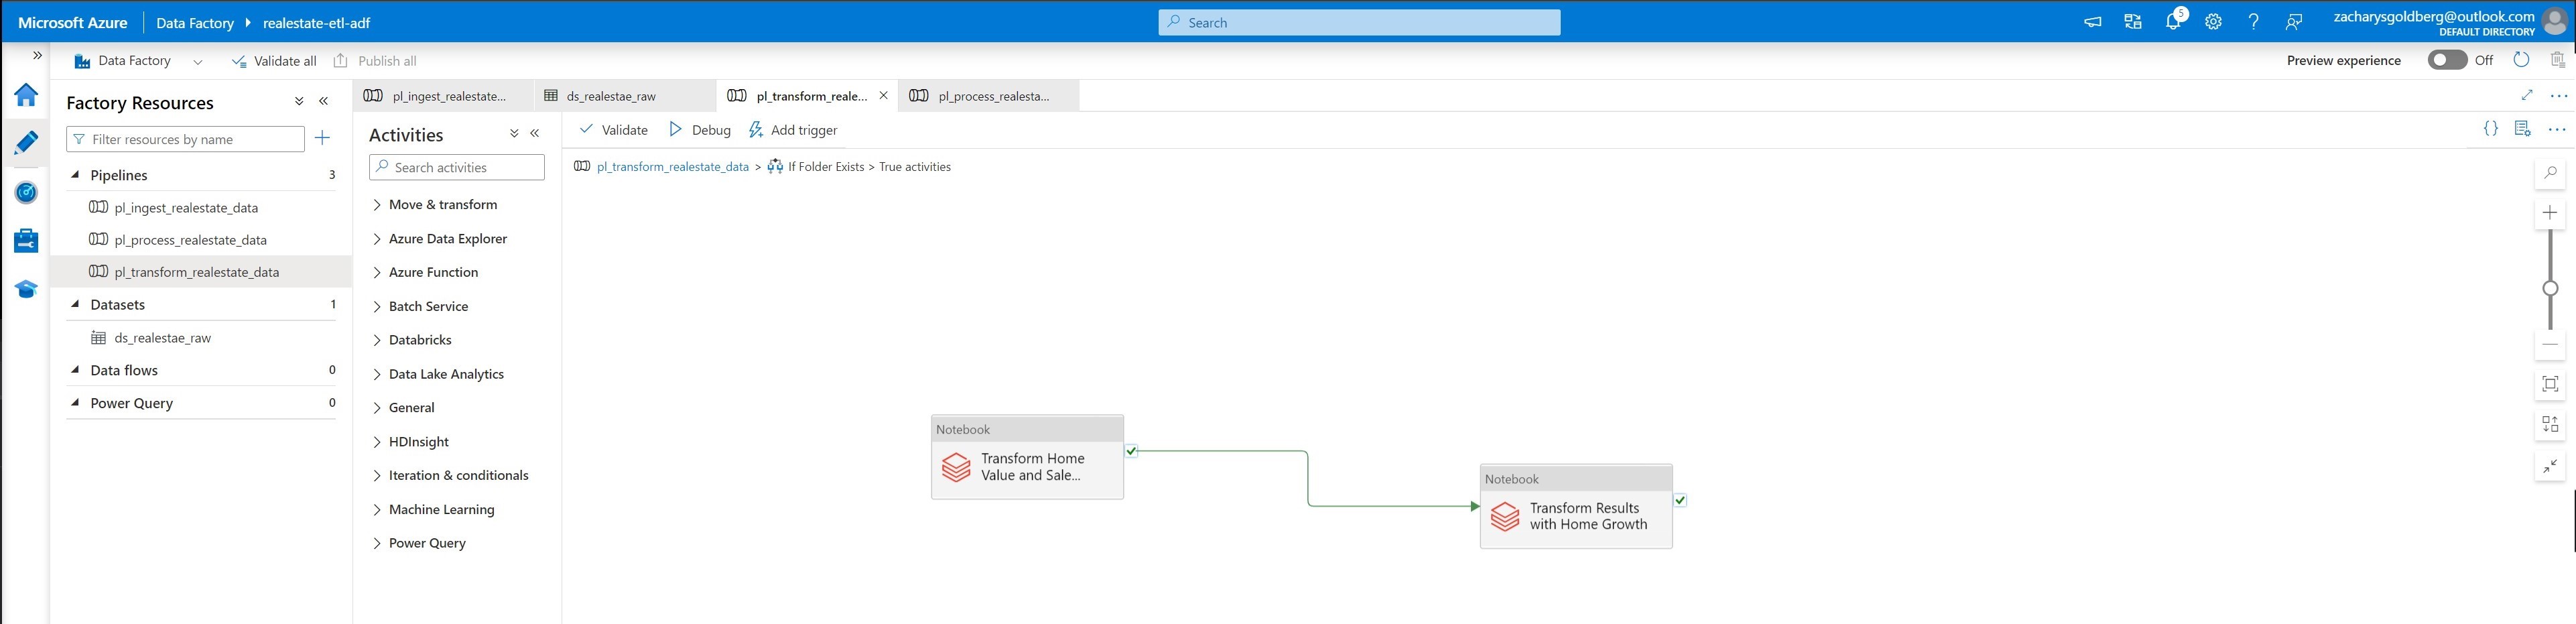 Microsoft Azure
Data Factory
realestate-etl-adf
Search
5
zacharysgoldberg@outlook.com
DEFAULT DIRECTORY
Data Factory
Validate all
Publish all
Preview experience
Off
Factory Resources
Filter resources by name
Pipelines 3
pl_ingest_realestate_data
pl_process_realestate_data
pl_transform_realestate_data
Datasets 1
ds_realestae_raw
Data flows 0
Power Query 0
pl_ingest_realestate...
ds_realestae_raw
pl_transform_reale...
pl_process_realesta...
Activities
Search activities
Move & transform
Azure Data Explorer
Azure Function
Batch Service
Databricks
Data Lake Analytics
General
HDInsight
Iteration & conditionals
Machine Learning
Power Query
Validate
Debug
Add trigger
pl_transform_realestate_data > If Folder Exists > True activities
Notebook
Transform Home
Value and Sale...
Notebook
Transform Results
with Home Growth